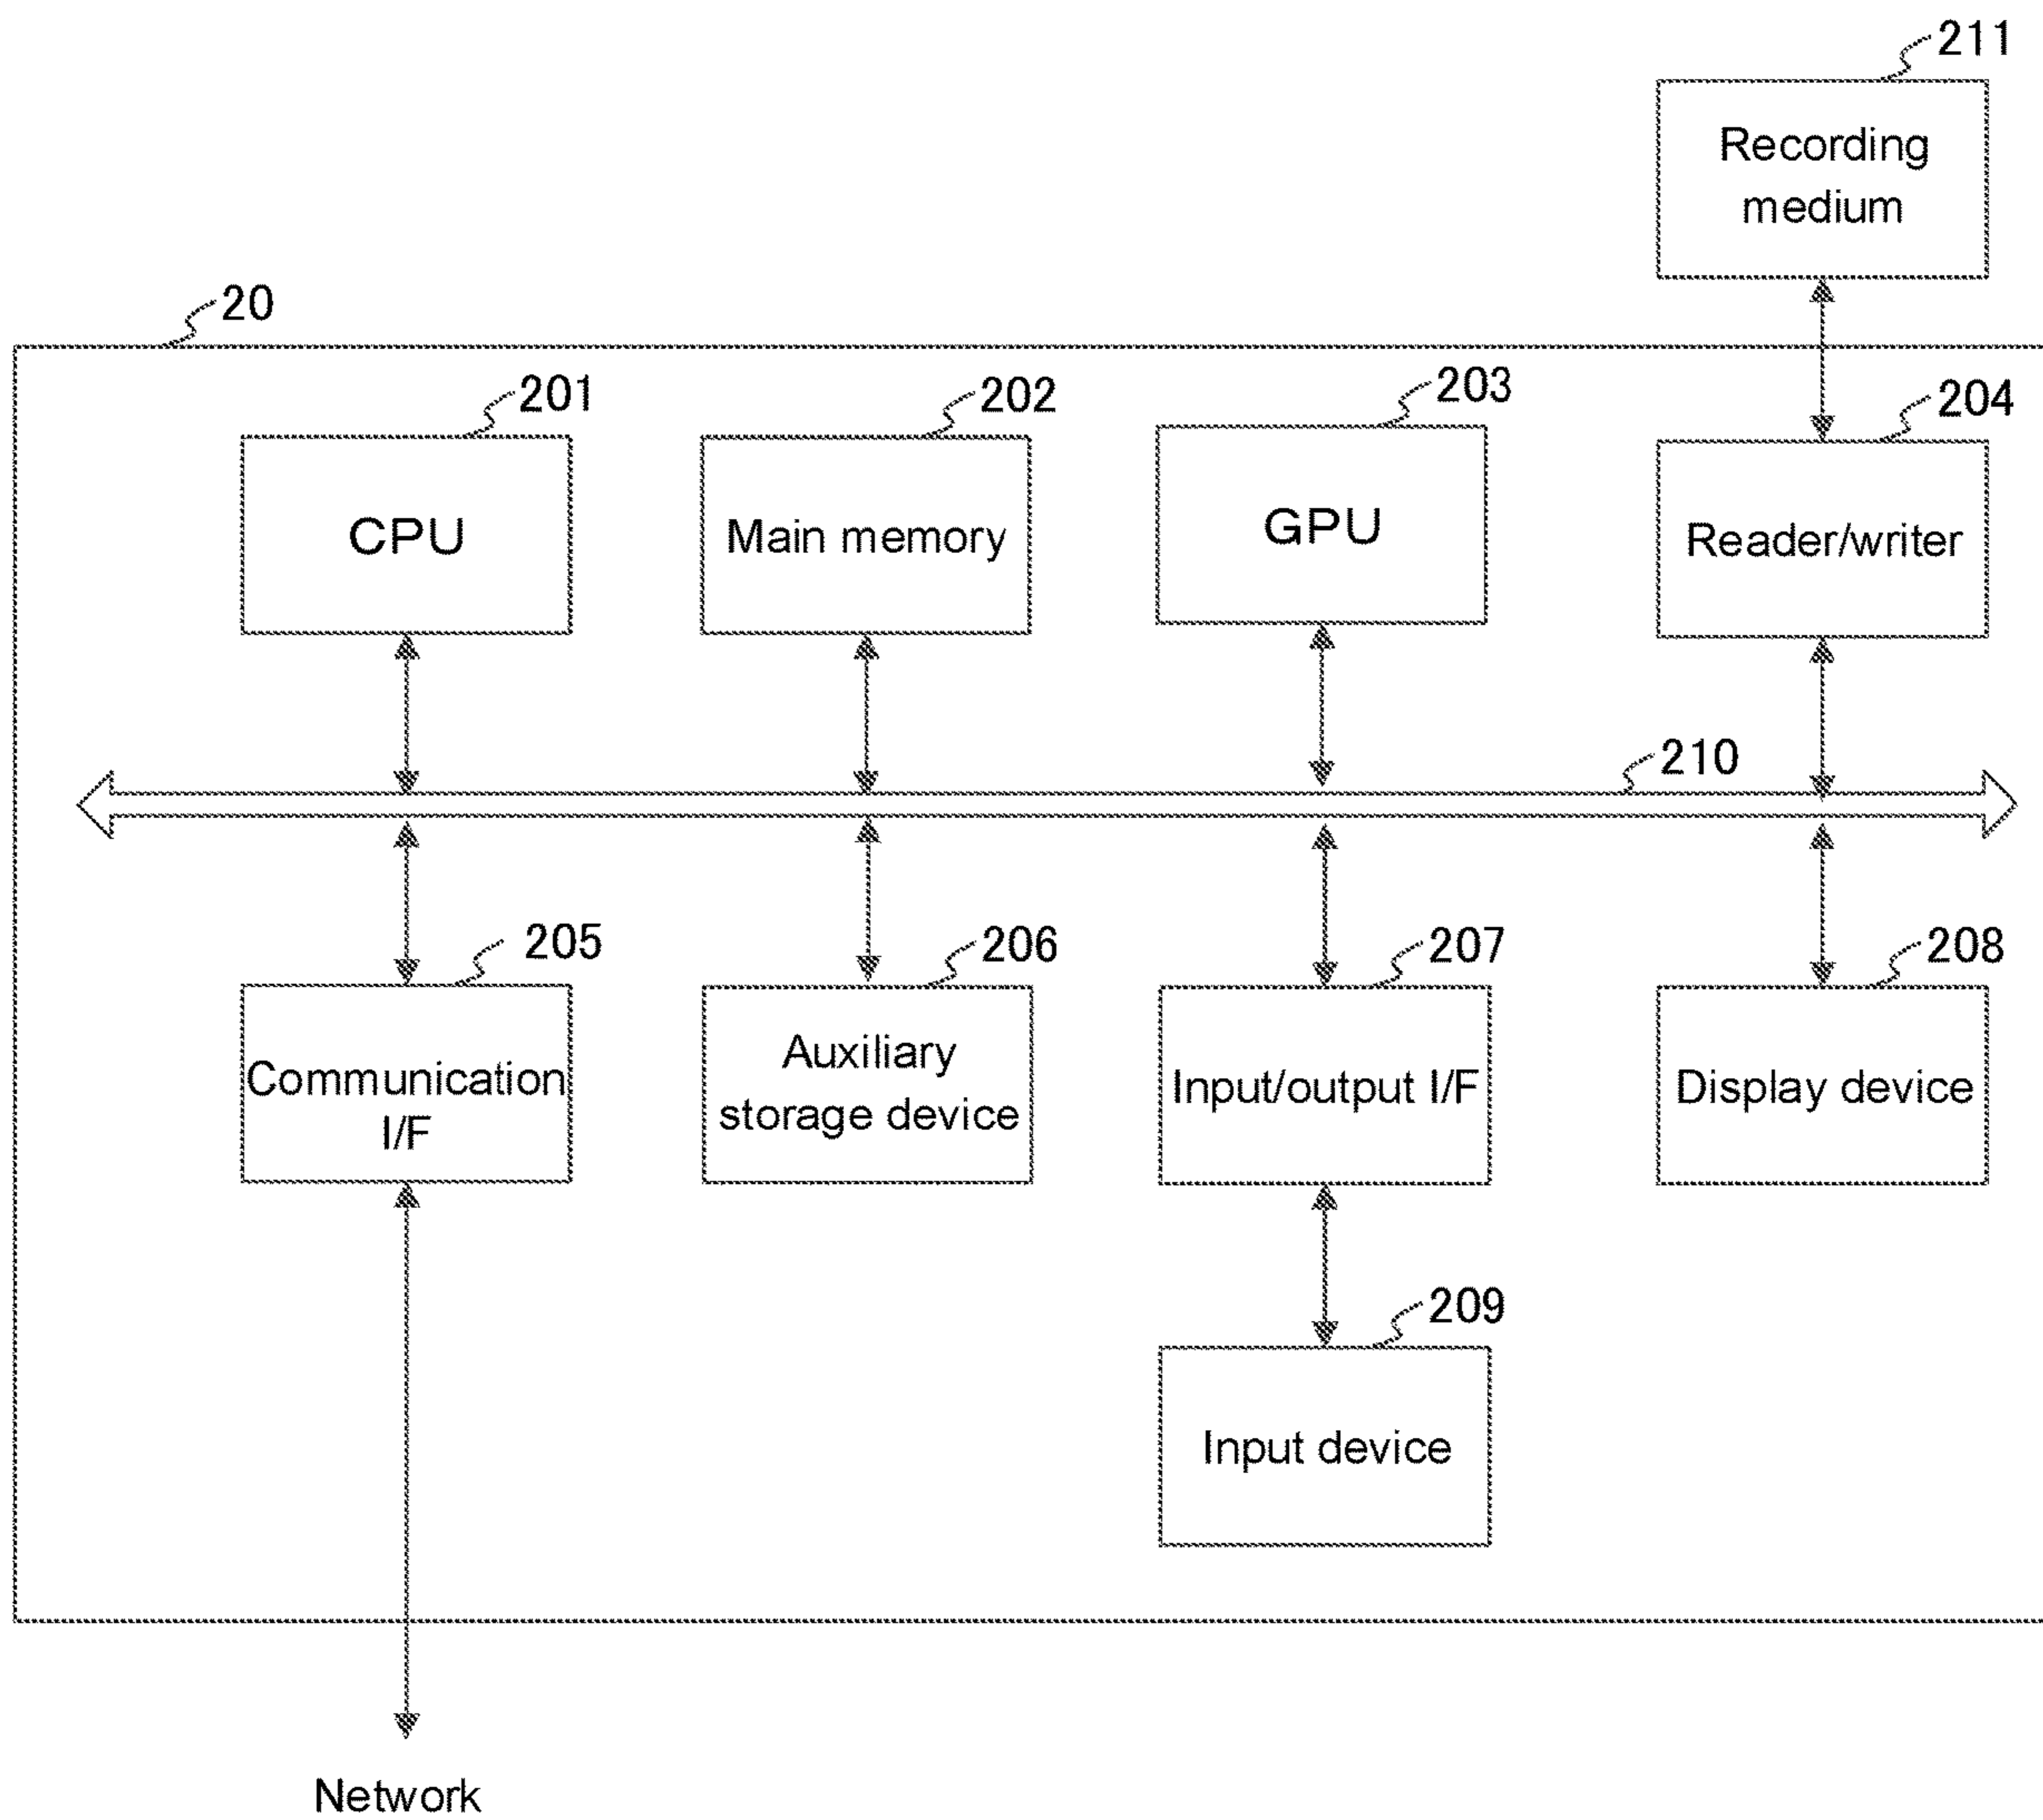 211
Recording
medium
20
201
202
203
204
CPU
Main memory
GPU
Reader/writer
210
205
206
207
208
Communication
I/F
Auxiliary
storage device
Input/output I/F
Display device
209
Input device
Network